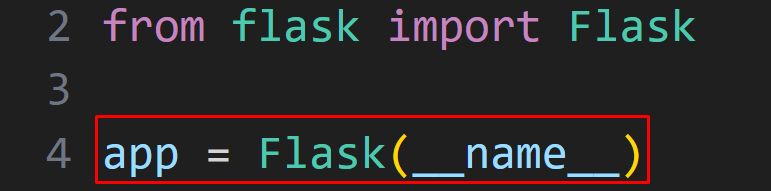 2 from flask import Flask
3
4 app = Flask(__name__)